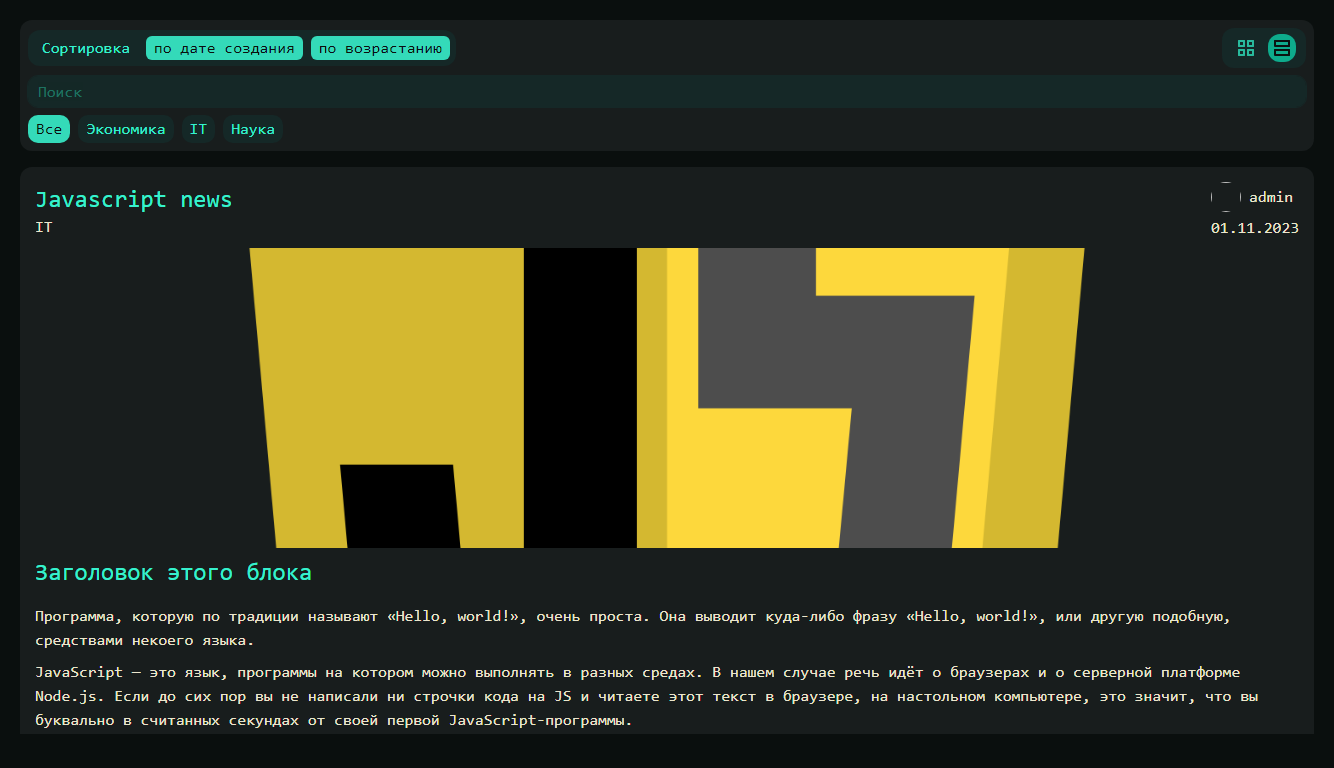 Сортировка по дате создания по возрастанию
Поиск
Все Экономика IT Наука
Javascript news
admin
IT
01.11.2023
Заголовок этого блока
Программа, которую по традиции называют «Hello, world!», очень проста. Она выводит куда-либо фразу «Hello, world!», или другую подобную,
средствами некоего языка.
JavaScript — это язык, программы на котором можно выполнять в разных средах. В нашем случае речь идёт о браузерах и о серверной платформе
Node.js. Если до сих пор вы не написали ни строчки кода на JS и читаете этот текст в браузере, на настольном компьютере, это значит, что вы
буквально в считанных секундах от своей первой JavaScript-программы.